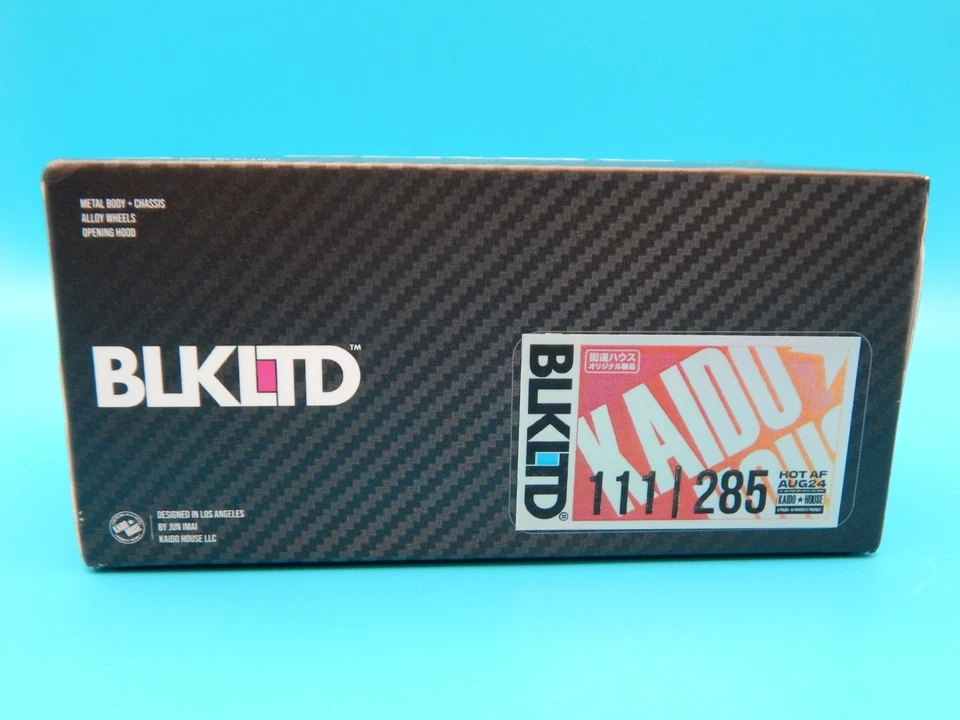 METAL BODY + CHASSIS
ALLOY WHEELS
OPENING HOOD
BLKLTD™
DESIGNED IN LOS ANGELES
BY JUN IMAI
KAIDO HOUSE LLC
BLKLTD®
街道ハウス
オリジナル製品
KAIDO
111/285
HOT AF
AUG24
KAIDO★HOUSE